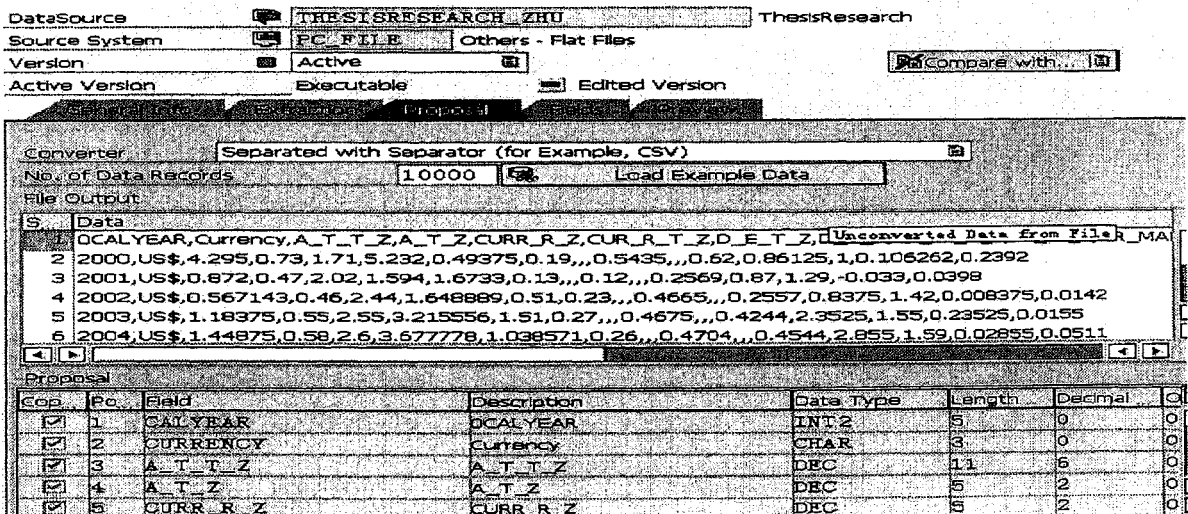 DataSource THESISRESEARCH_ZHU ThesisResearch
Source System PC_FILE Others - Flat Files
Version Active Compare with...
Active Version Executable Edited Version
General Info Extraction Proposal Fields Preview
Converter Separated with Separator (for Example, CSV)
No. of Data Records 10000 Load Example Data
File Output
S. Data
1 0CALYEAR,Currency,A_T_T_Z,A_T_Z,CURR_R_Z,CUR_R_T_Z,D_E_T_Z, Unconverted Data from File R_MA
2 2000,US$,4.295,0.73,1.71,5.232,0.49375,0.19,,,0.5435,,,0.62,0.86125,1,0.106262,0.2392
3 2001,US$,0.872,0.47,2.02,1.594,1.6733,0.13,,,0.12,,,0.2569,0.87,1.29,-0.033,0.0398
4 2002,US$,0.567143,0.46,2.44,1.648889,0.51,0.23,,,0.4665,,,0.2557,0.8375,1.42,0.008375,0.0142
5 2003,US$,1.18375,0.55,2.55,3.215556,1.51,0.27,,,0.4675,,,0.4244,2.3525,1.55,0.23525,0.0155
6 2004,US$,1.44875,0.58,2.6,3.677778,1.038571,0.26,,,0.4704,,,0.4544,2.855,1.59,0.02855,0.0511
Proposal
Cop.. Po.. Field Description Data Type Length Decimal
1 CALYEAR 0CALYEAR INT2 5 0 0
2 CURRENCY Currency CHAR 3 0 0
3 A_T_T_Z A_T_T_Z DEC 11 6 0
4 A_T_Z A_T_Z DEC 5 2 0
5 CURR_R_Z CURR_R_Z DEC 5 2 0